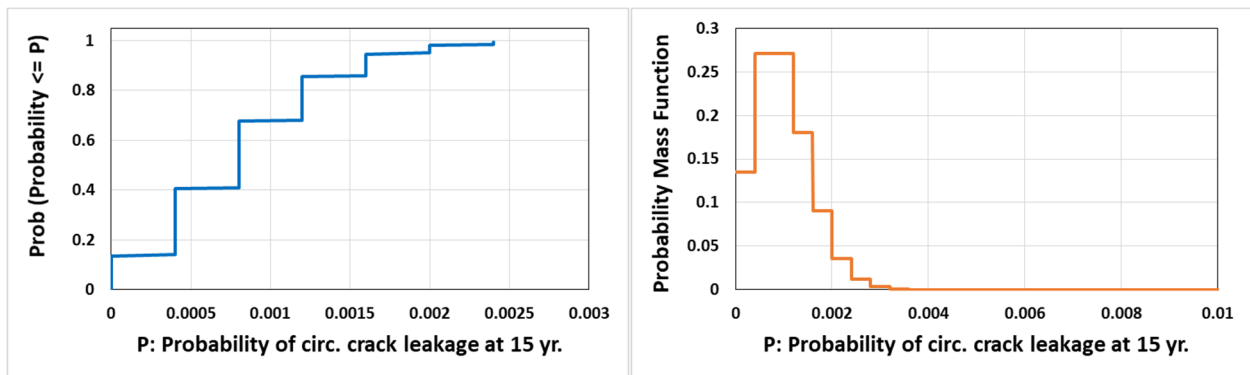 Prob (Probability <= P)
1
0.8
0.6
0.4
0.2
0
0 0.0005 0.001 0.0015 0.002 0.0025 0.003
P: Probability of circ. crack leakage at 15 yr.
Probability Mass Function
0.3
0.25
0.2
0.15
0.1
0.05
0
0 0.002 0.004 0.006 0.008 0.01
P: Probability of circ. crack leakage at 15 yr.